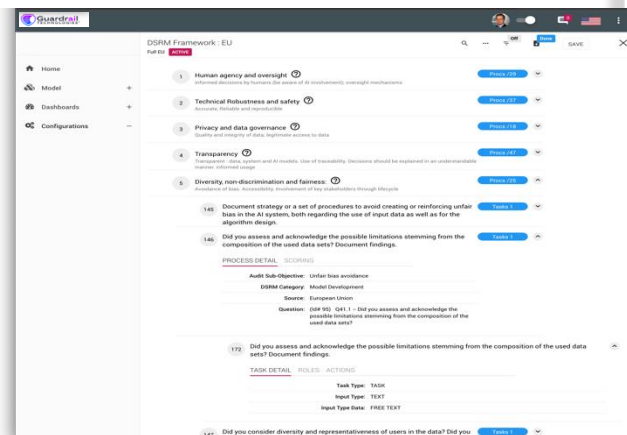 Guardrail
TECHNOLOGIES
DSRM Framework : EU
Full EU ACTIVE
Off
Done
SAVE
Home
Model
Dashboards
Configurations
1 Human agency and oversight
Procs /39
Informed decisions by humans (be aware of AI involvement), oversight mechanisms
2 Technical Robustness and safety
Procs /37
Accurate, Reliable and reproducible
3 Privacy and data governance
Procs /18
Quality and integrity of data, legitimate access to data
4 Transparency
Procs /47
Transparent : data, system and AI models. Use of traceability. Decisions should be explained in an understandable
manner. informed usage
5 Diversity, non-discrimination and fairness:
Procs /25
Avoidance of bias. Accessibility. Involvement of key stakeholders through lifecycle
145 Document strategy or a set of procedures to avoid creating or reinforcing unfair
bias in the AI system, both regarding the use of input data as well as for the
algorithm design.
Tasks 1
146 Did you assess and acknowledge the possible limitations stemming from the
composition of the used data sets? Document findings.
Tasks 1
PROCESS DETAIL SCORING
Audit Sub-Objective: Unfair bias avoidance
DSRM Category: Model Development
Source: European Union
Question: (Id# 95) Q41.1 – Did you assess and acknowledge the
possible limitations stemming from the composition of the
used data sets?
172 Did you assess and acknowledge the possible limitations stemming from the composition of the used data
sets? Document findings.
TASK DETAIL ROLES ACTIONS
Task Type: TASK
Input Type: TEXT
Input Type Data: FREE TEXT
147 Did you consider diversity and representativeness of users in the data? Did you
Tasks 1